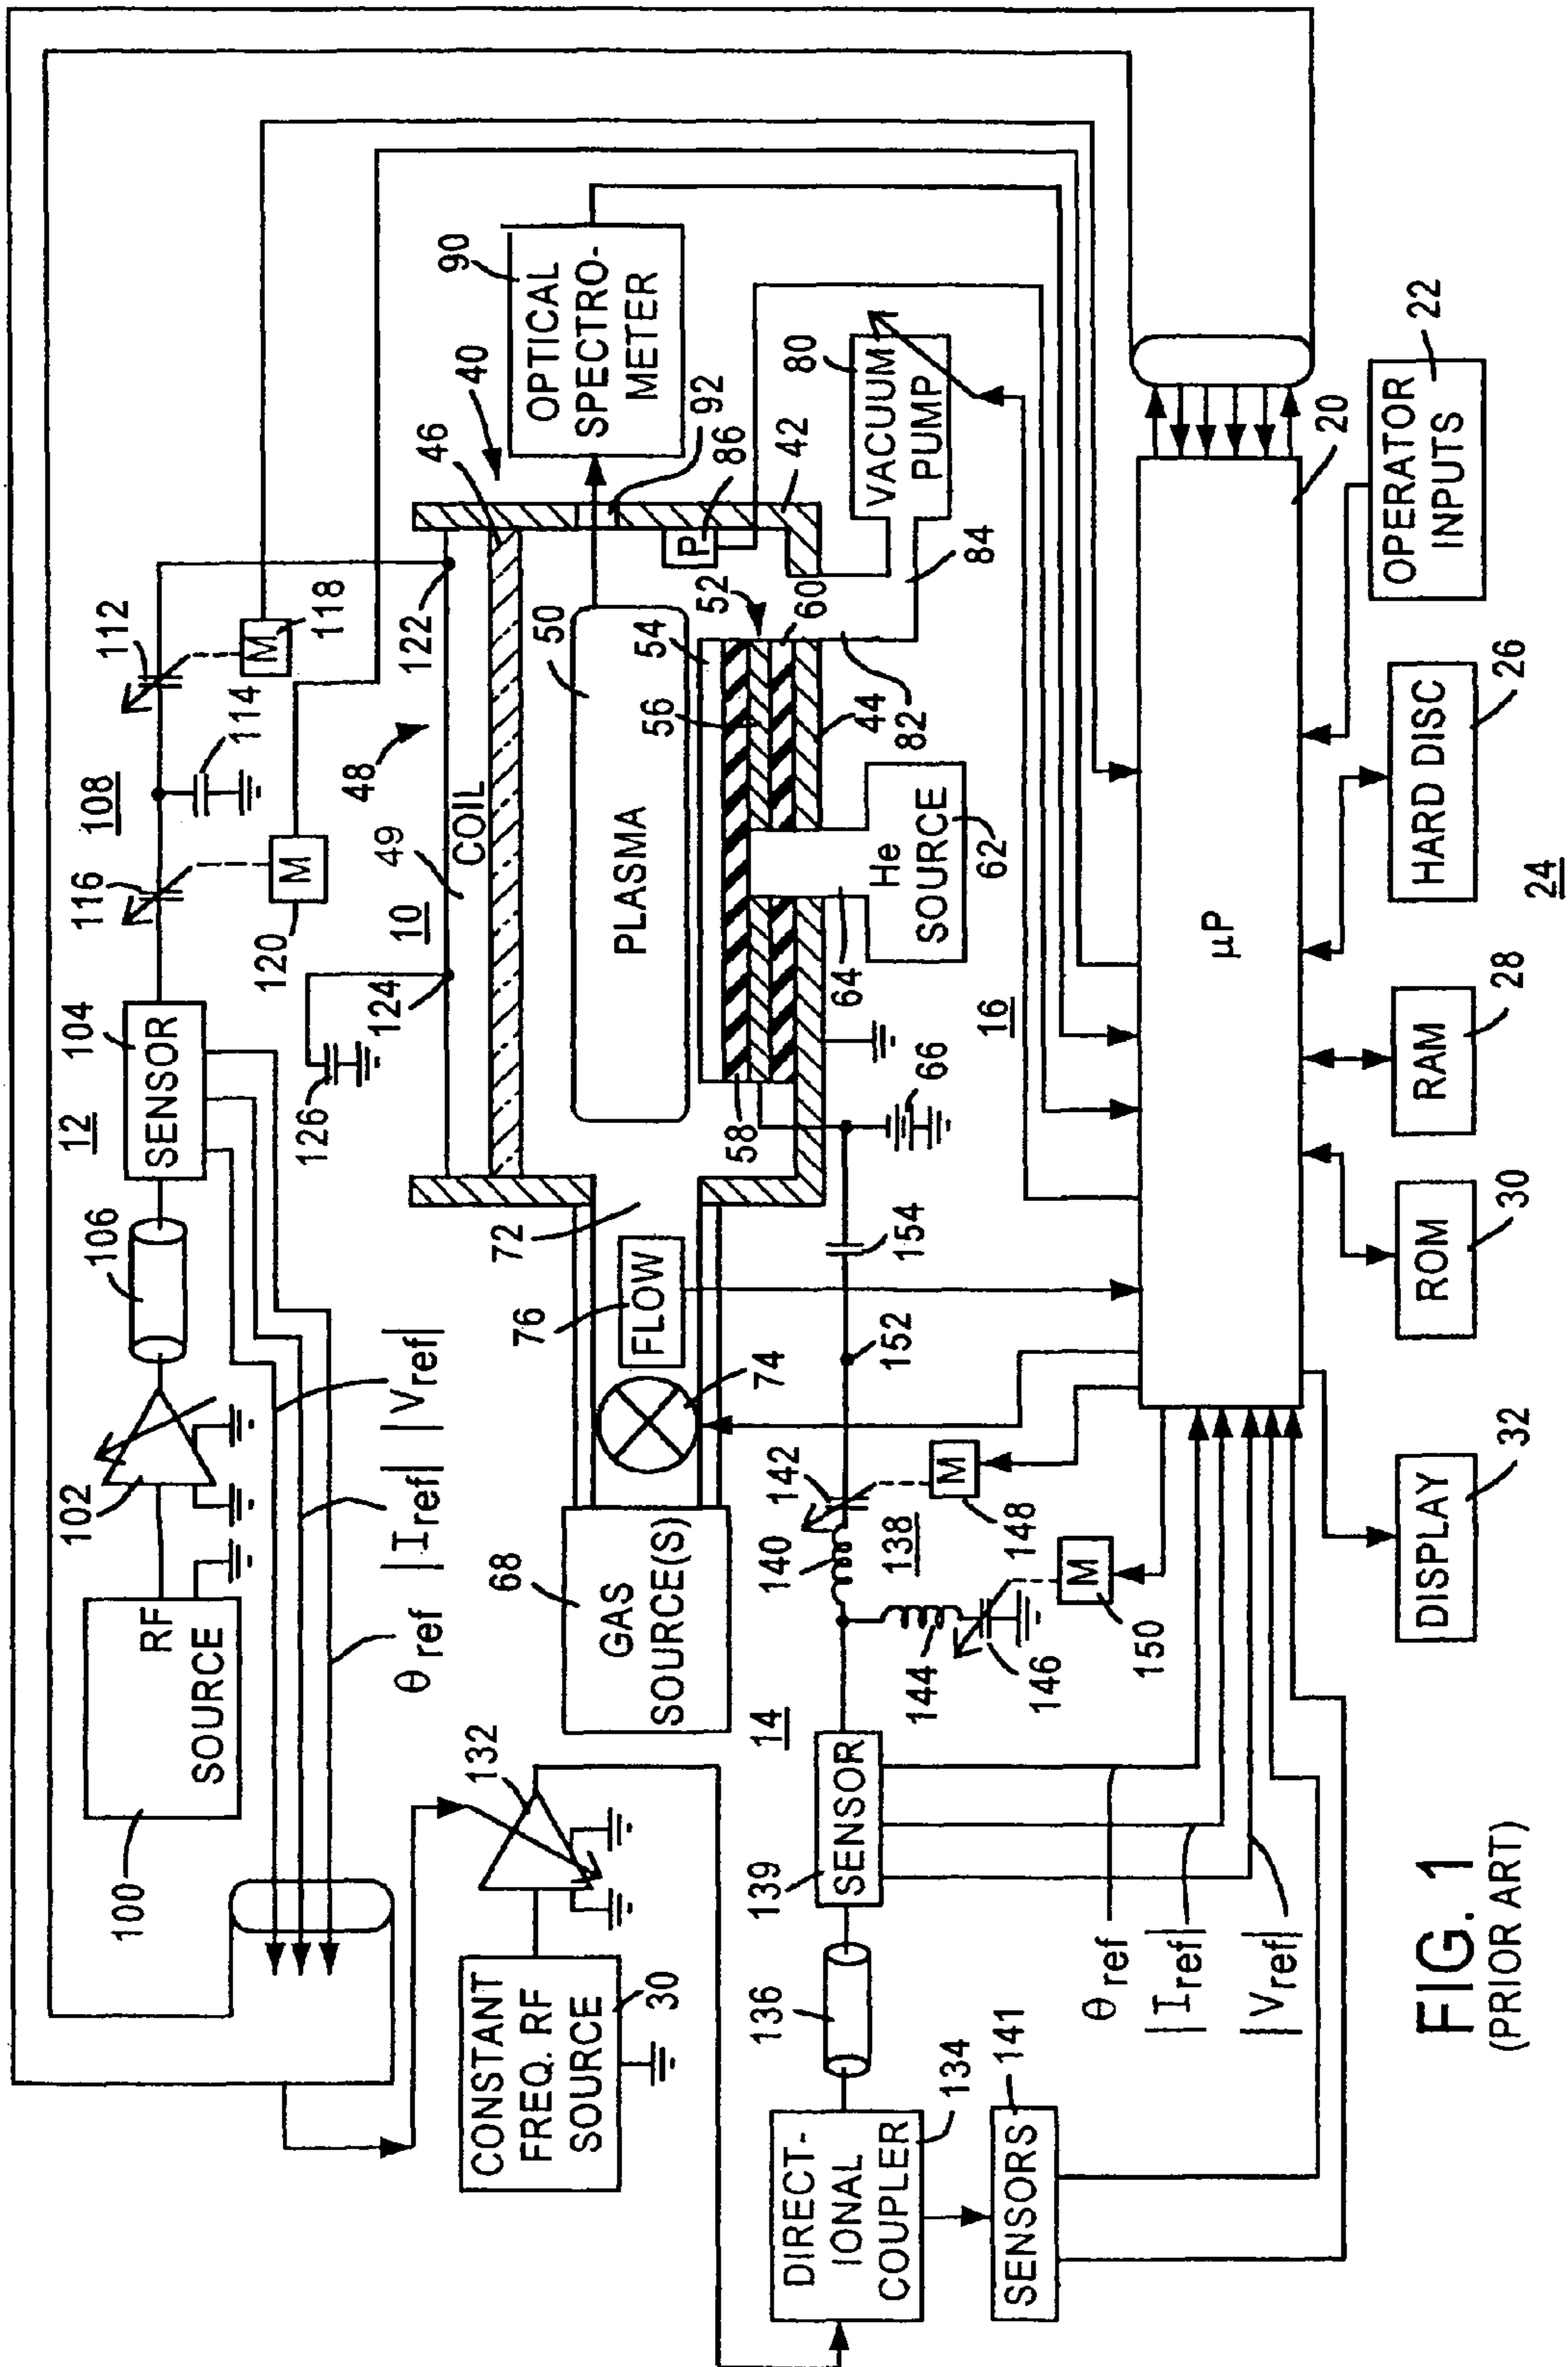 100
RF
SOURCE
102
106
12
104
SENSOR
116
108
112
114
M
118
M
120
θref
|Iref|
|Vref|
126
124
10
49
COIL
48
122
46
40
90
OPTICAL
SPECTRO-
METER
92
86
P
42
50
PLASMA
54
52
56
58
60
44
82
84
80
VACUUM
PUMP
64
He
SOURCE
62
66
16
72
76
FLOW
74
68
GAS
SOURCE(S)
132
CONSTANT
FREQ. RF
SOURCE
30
14
139
SENSOR
136
DIRECT-
IONAL
COUPLER
134
SENSORS
141
140
142
138
144
146
M
148
M
150
152
154
θref
|Iref|
|Vref|
μP
20
OPERATOR
INPUTS
22
HARD DISC
26
24
RAM
28
ROM
30
DISPLAY
32
FIG. 1
(PRIOR ART)